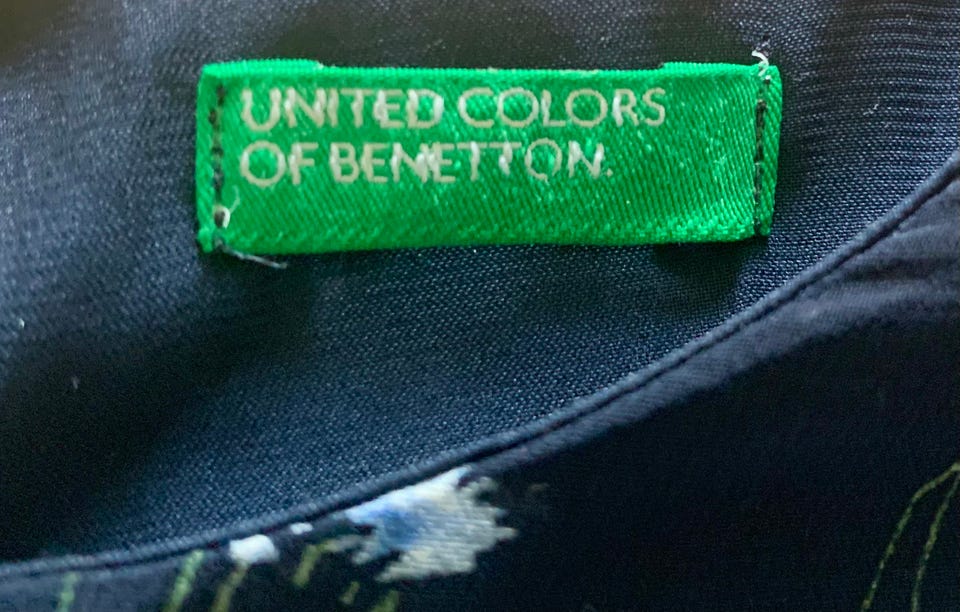 UNITED COLORS
OF BENETTON.